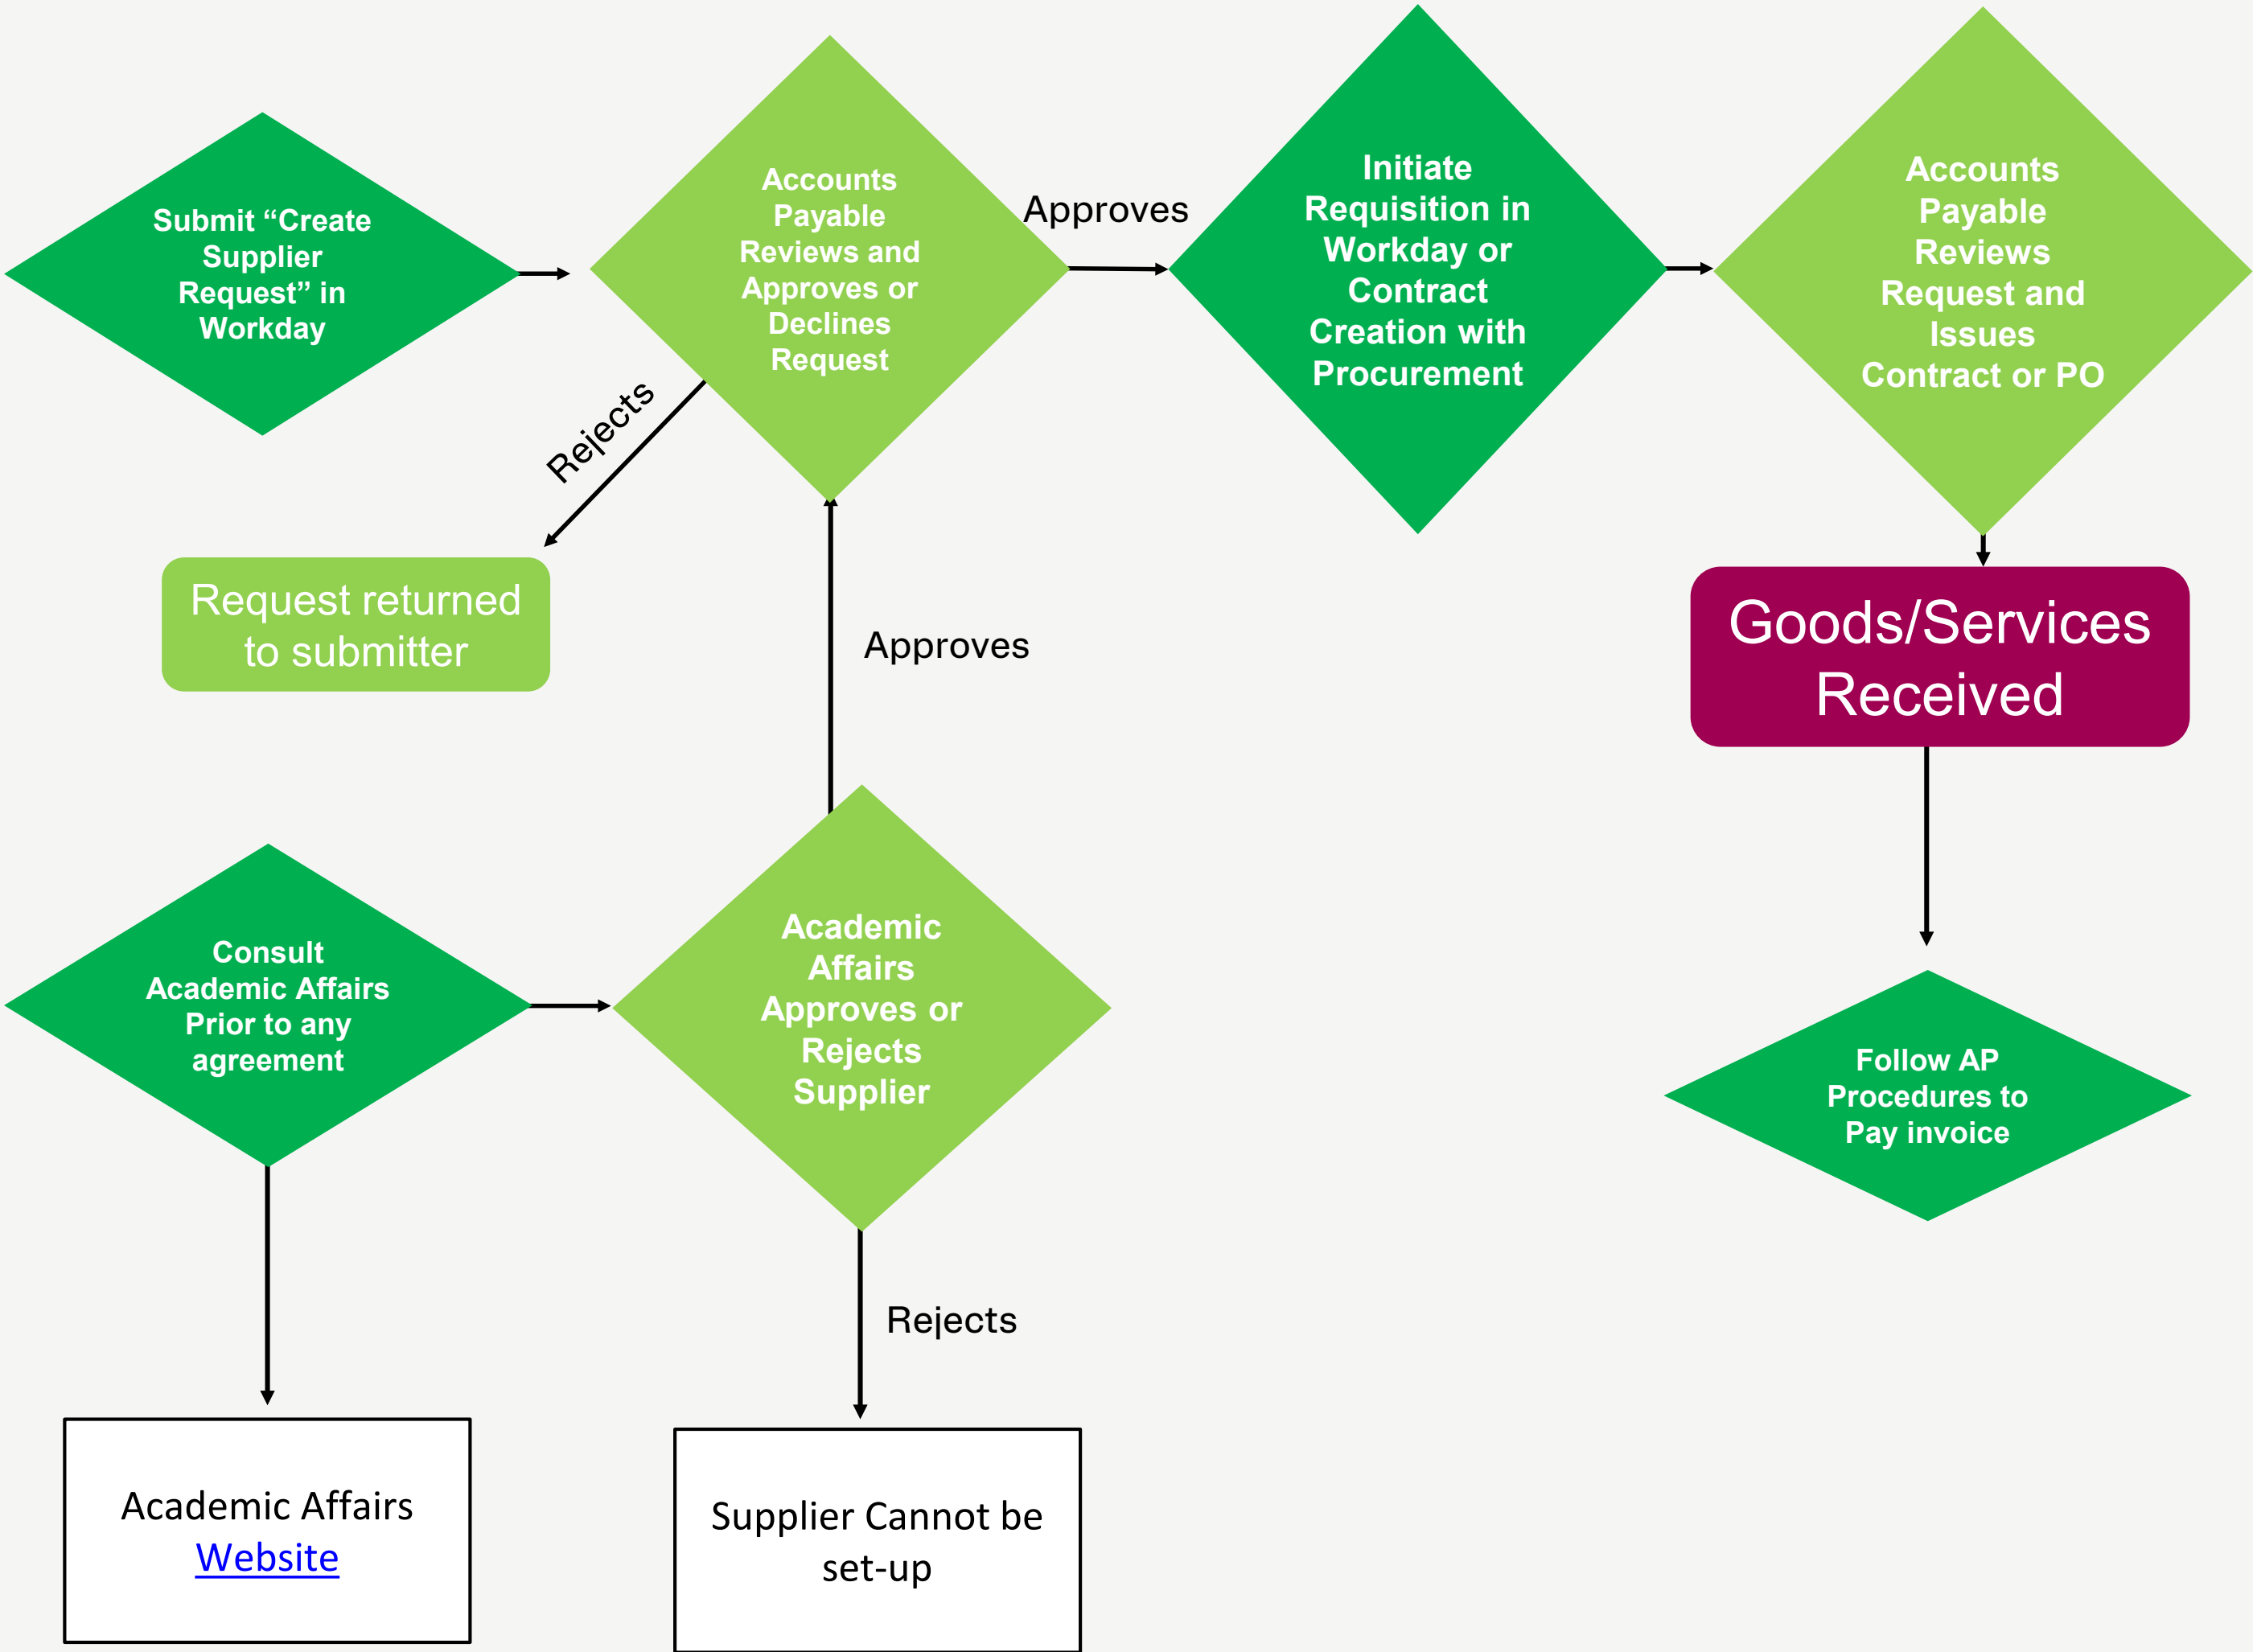 Submit “Create
Supplier
Request” in
Workday
Accounts
Payable
Reviews and
Approves or
Declines
Request
Approves
Initiate
Requisition in
Workday or
Contract
Creation with
Procurement
Accounts
Payable
Reviews
Request and
Issues
Contract or PO
Rejects
Request returned
to submitter
Goods/Services
Received
Approves
Consult
Academic Affairs
Prior to any
agreement
Academic
Affairs
Approves or
Rejects
Supplier
Follow AP
Procedures to
Pay invoice
Rejects
Academic Affairs
Website
Supplier Cannot be
set-up